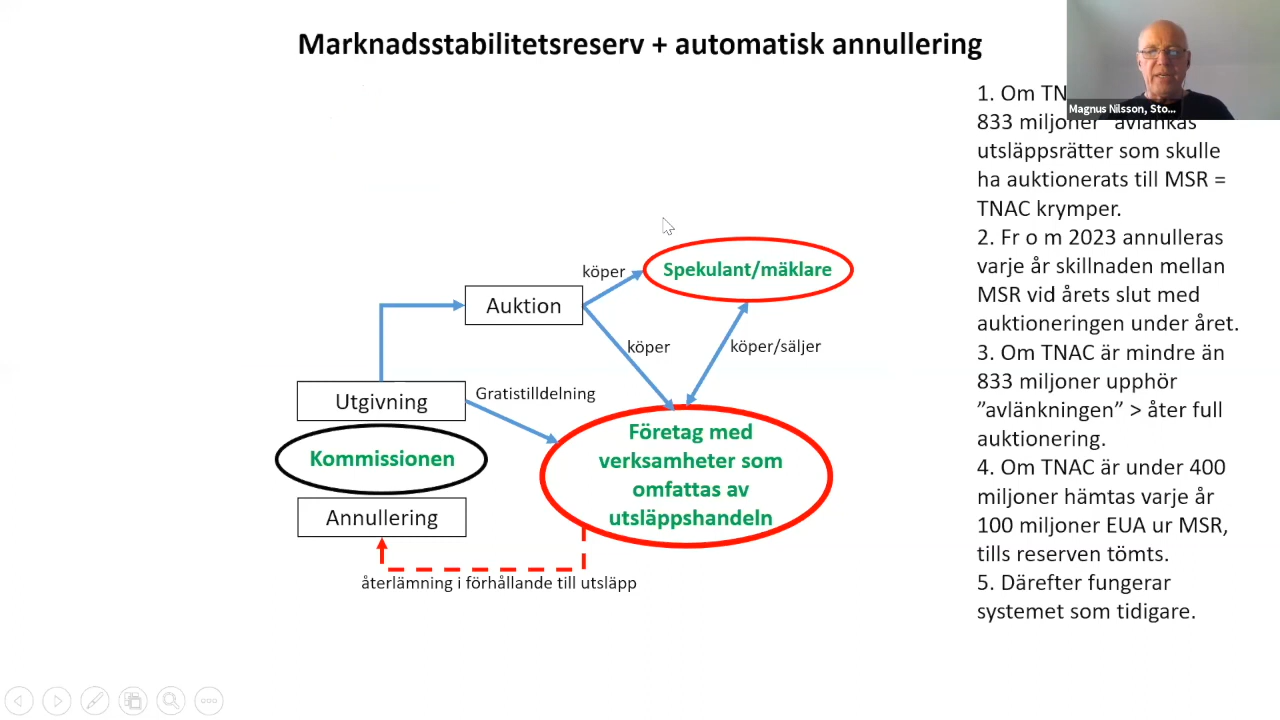 Marknadsstabilitetsreserv + automatisk annullering
Magnus Nilsson, Sto...
1. Om
833 miljoner "avlänkas
utsläppsrätter som skulle
ha auktionerats till MSR =
TNAC krymper.
2. Fr o m 2023 annulleras
varje år skillnaden mellan
MSR vid årets slut med
auktioneringen under året.
3. Om TNAC är mindre än
833 miljoner upphör
”avlänkningen” > åter full
auktionering.
4. Om TNAC är under 400
miljoner hämtas varje år
100 miljoner EUA ur MSR,
tills reserven tömts.
5. Därefter fungerar
systemet som tidigare.
köper
Spekulant/mäklare
Auktion
köper
köper/säljer
Gratistilldelning
Utgivning
Kommissionen
Företag med
verksamheter som
omfattas av
utsläppshandeln
Annullering
återlämning i förhållande till utsläpp